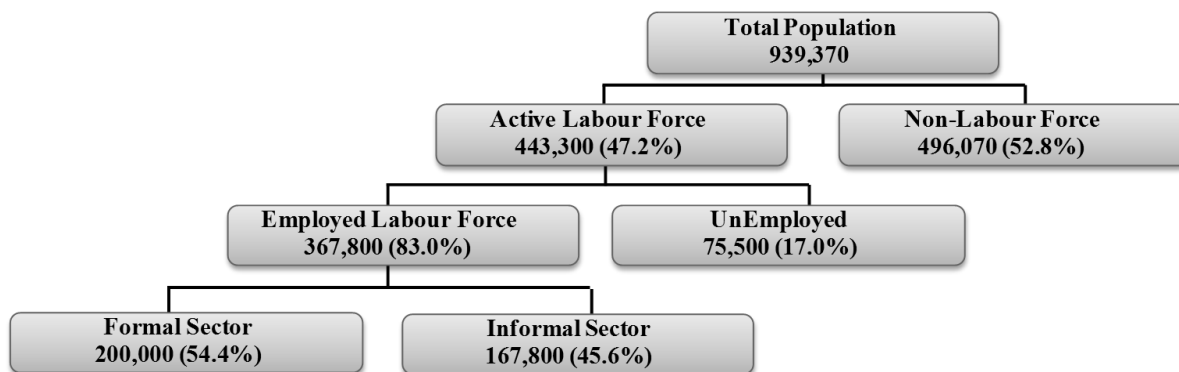 Total Population
939,370
Active Labour Force
443,300 (47.2%)
Non-Labour Force
496,070 (52.8%)
Employed Labour Force
367,800 (83.0%)
UnEmployed
75,500 (17.0%)
Formal Sector
200,000 (54.4%)
Informal Sector
167,800 (45.6%)